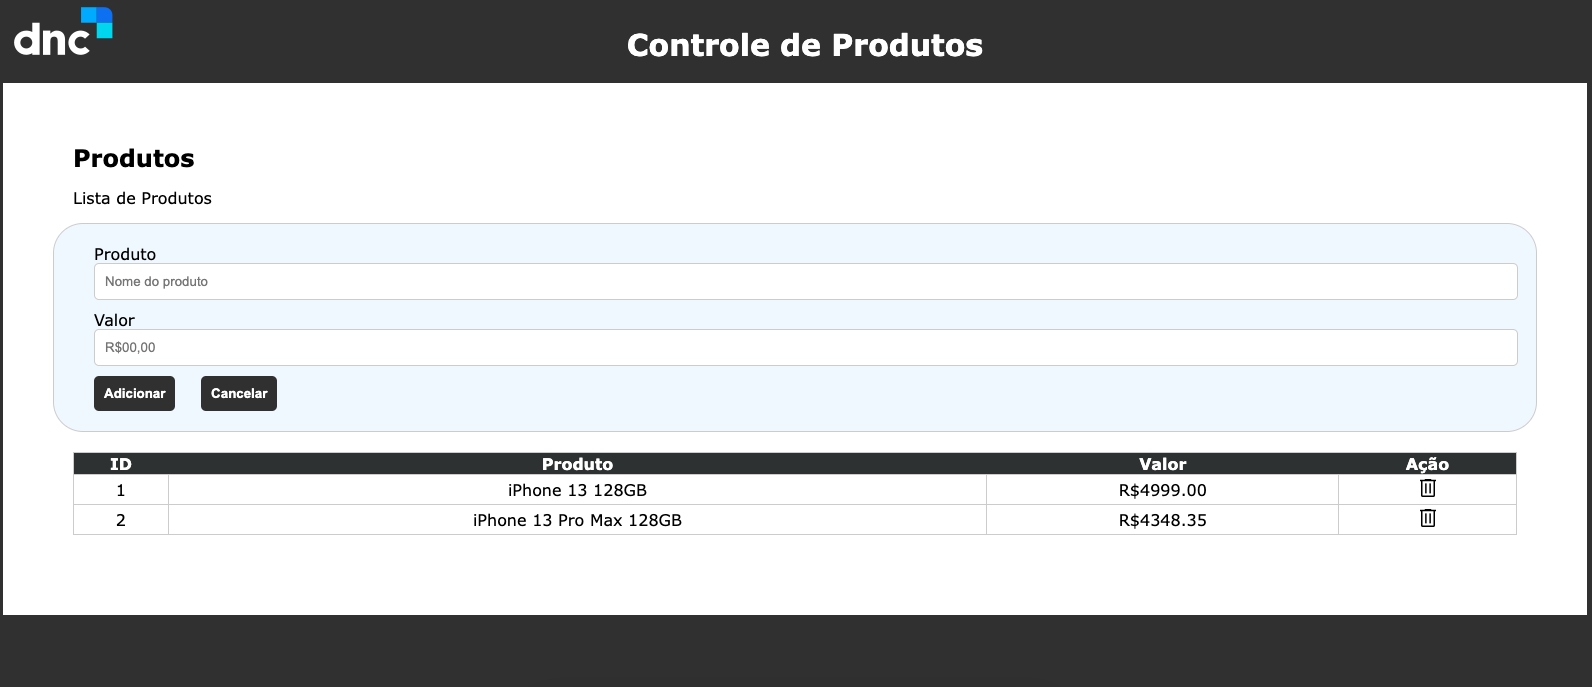 dnc
Controle de Produtos
Produtos
Lista de Produtos
Produto
Nome do produto
Valor
R$00,00
Adicionar Cancelar
ID Produto Valor Ação
1 iPhone 13 128GB R$4999.00
2 iPhone 13 Pro Max 128GB R$4348.35